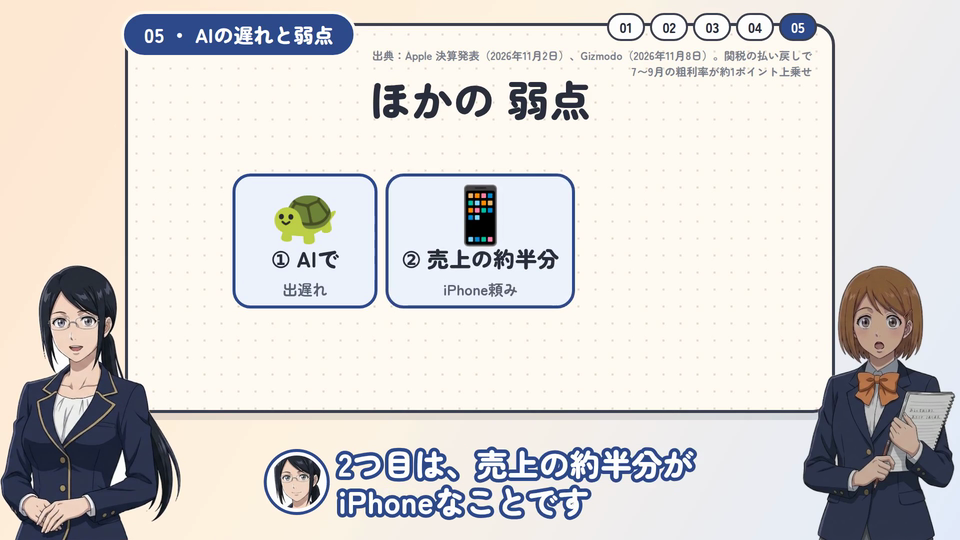 05 ・ AIの遅れと弱点
01 02 03 04 05
出典：Apple 決算発表（2026年11月2日）、Gizmodo（2026年11月8日）。関税の払い戻しで
7〜9月の粗利率が約1ポイント上乗せ
ほかの 弱点
① AIで
出遅れ
② 売上の約半分
iPhone頼み
2つ目は、売上の約半分が
iPhoneなことです